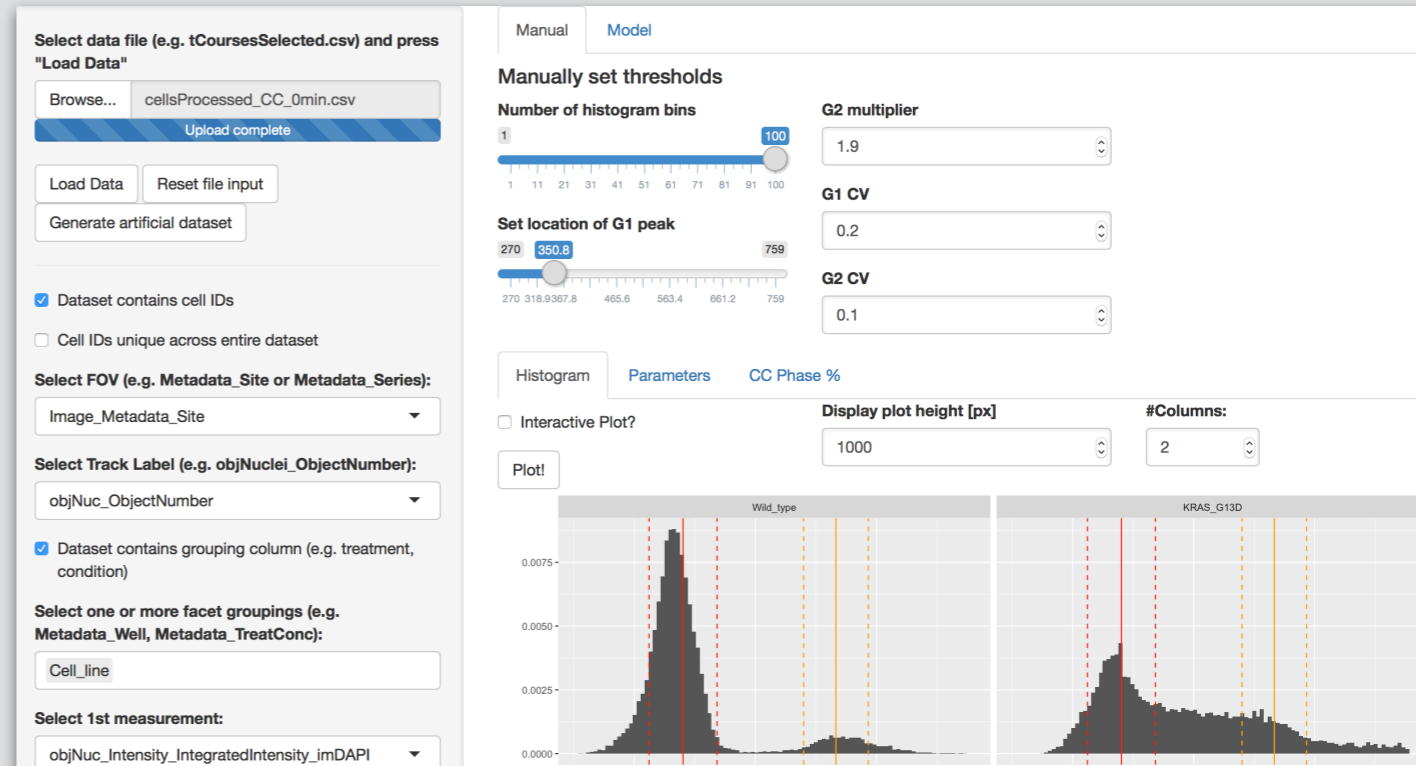 Select data file (e.g. tCoursesSelected.csv) and press
"Load Data"
Browse... cellsProcessed_CC_0min.csv
Upload complete
Load Data Reset file input
Generate artificial dataset
Dataset contains cell IDs
Cell IDs unique across entire dataset
Select FOV (e.g. Metadata_Site or Metadata_Series):
Image_Metadata_Site
Select Track Label (e.g. objNuclei_ObjectNumber):
objNuc_ObjectNumber
Dataset contains grouping column (e.g. treatment,
condition)
Select one or more facet groupings (e.g.
Metadata_Well, Metadata_TreatConc):
Cell_line
Select 1st measurement:
objNuc_Intensity_IntegratedIntensity_imDAPI
Manual Model
Manually set thresholds
Number of histogram bins
1 100
1 11 21 31 41 51 61 71 81 91 100
Set location of G1 peak
270 350.8 759
270 318.9 367.8 465.6 563.4 661.2 759
G2 multiplier
1.9
G1 CV
0.2
G2 CV
0.1
Histogram Parameters CC Phase %
Interactive Plot?
Plot!
Display plot height [px]
1000
#Columns:
2
Wild_type KRAS_G13D
0.0075
0.0050
0.0025
0.0000